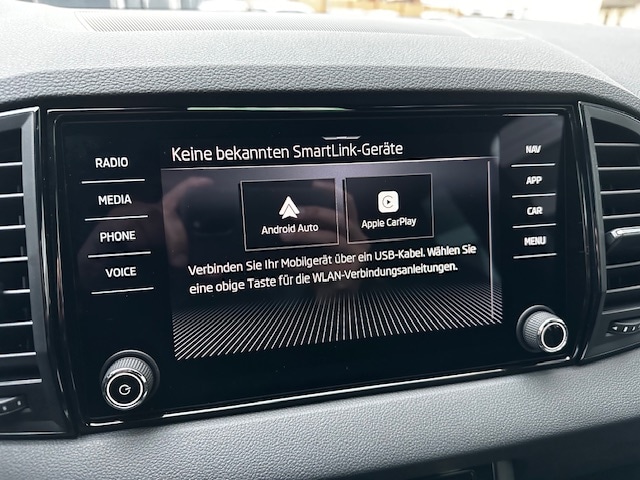 Keine bekannten SmartLink-Geräte
RADIO
MEDIA
PHONE
VOICE
Android Auto
Apple CarPlay
Verbinden Sie Ihr Mobilgerät über ein USB-Kabel. Wählen Sie
eine obige Taste für die WLAN-Verbindungsanleitungen.
NAV
APP
CAR
MENU